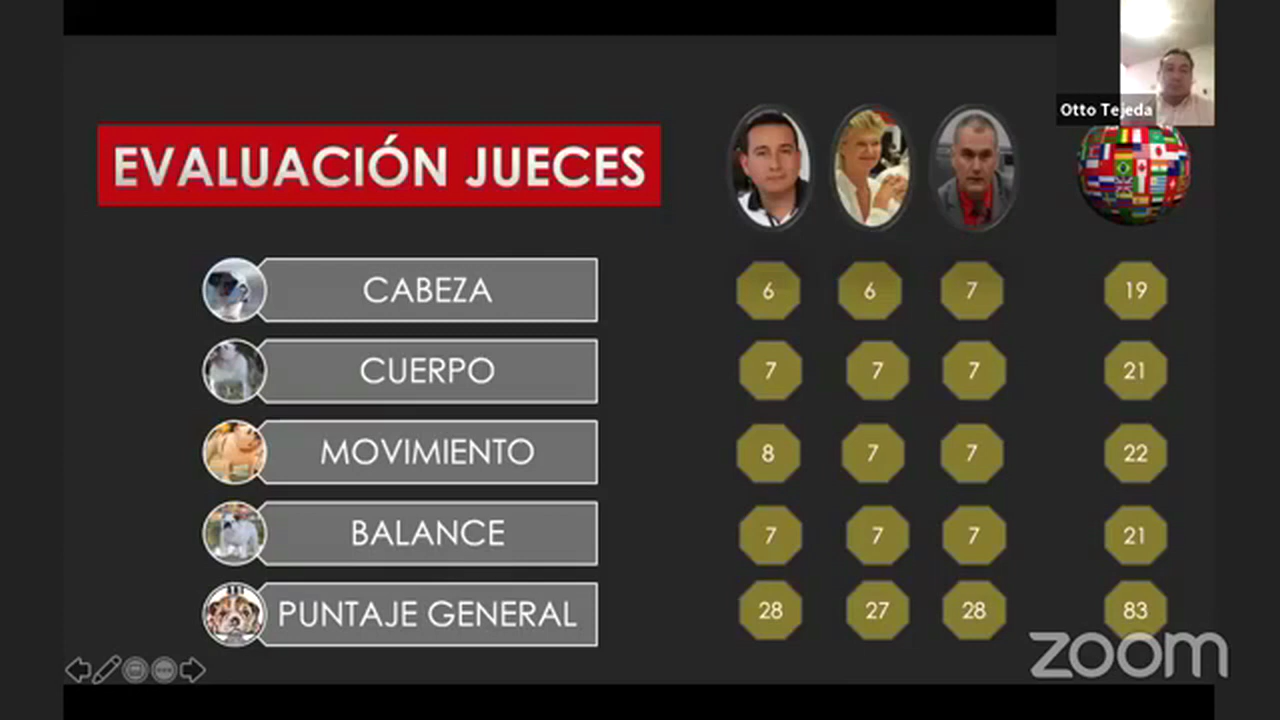 Otto Tejeda
EVALUACIÓN JUECES
CABEZA 6 6 7 19
CUERPO 7 7 7 21
MOVIMIENTO 8 7 7 22
BALANCE 7 7 7 21
PUNTAJE GENERAL 28 27 28 83
zoom